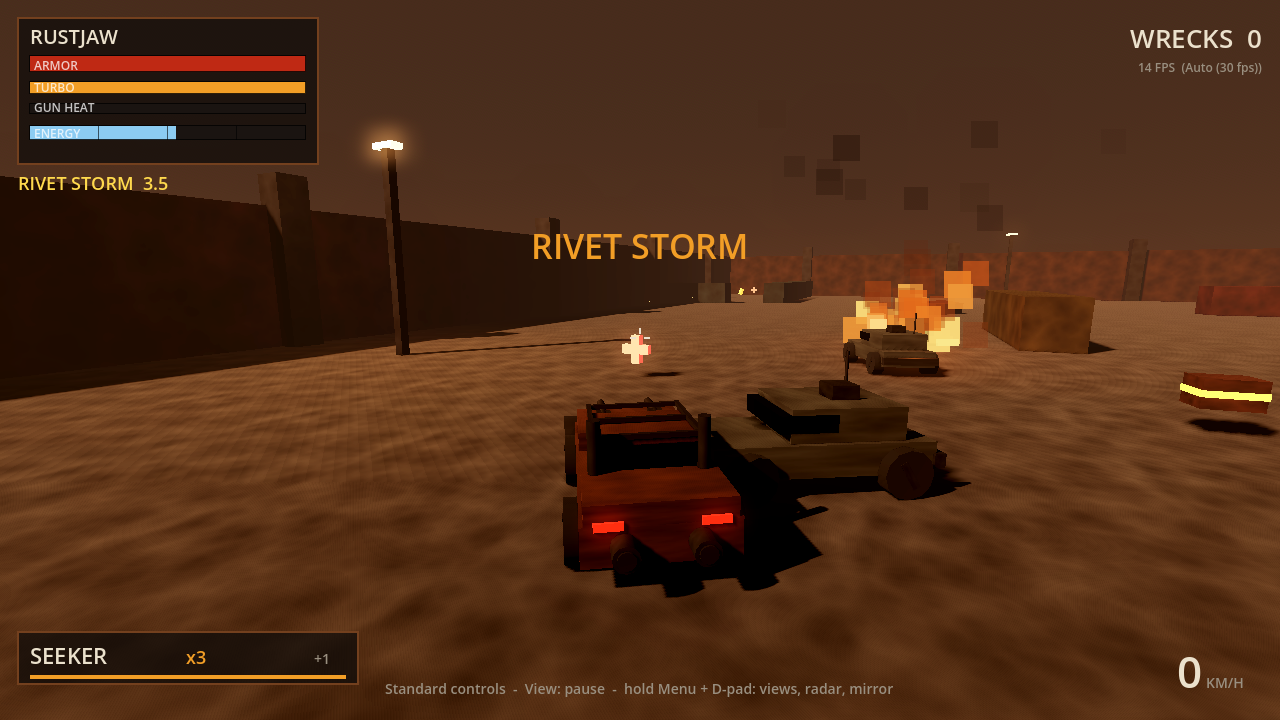 RUSTJAW
ARMOR
TURBO
GUN HEAT
ENERGY
RIVET STORM 3.5
WRECKS 0
14 FPS (Auto (30 fps))
RIVET STORM
SEEKER x3 +1
Standard controls - View: pause - hold Menu + D-pad: views, radar, mirror
0 KM/H